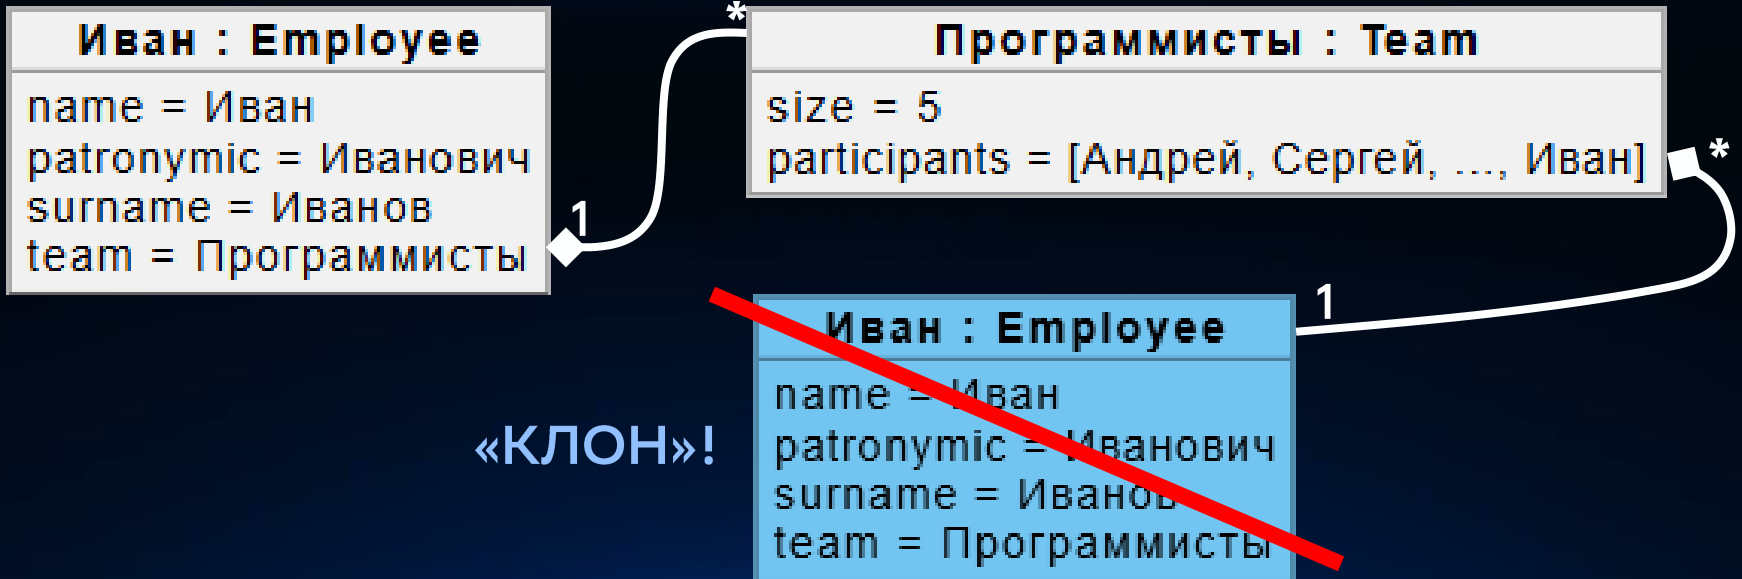 Иван : Employee
name = Иван
patronymic = Иванович
surname = Иванов
team = Программисты
1
*
Программисты : Team
size = 5
participants = [Андрей, Сергей, ..., Иван]
*
1
«КЛОН»!
Иван : Employee
name = Иван
patronymic = Иванович
surname = Иванов
team = Программисты